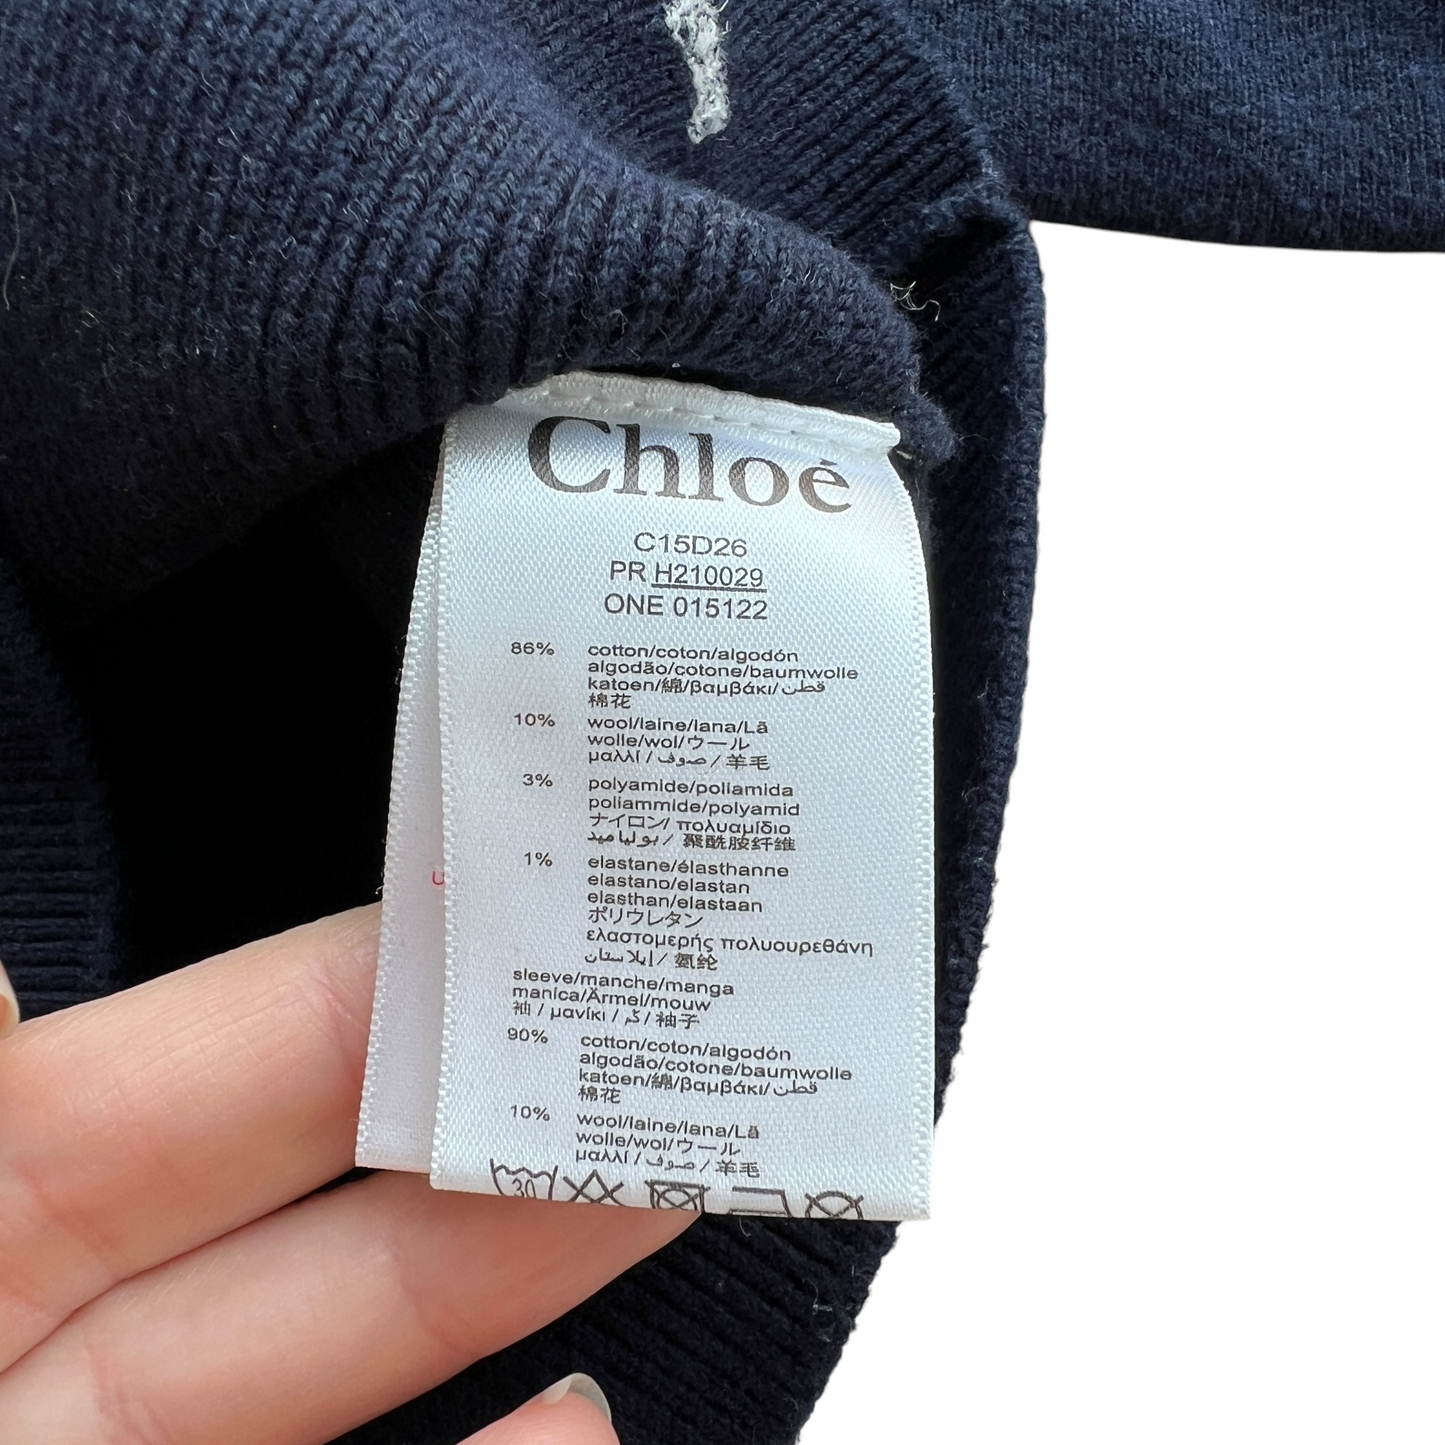 Chloé
C15D26
PR H210029
ONE 015122
86% cotton/coton/algodón
algodão/cotone/baumwolle
katoen/綿/βαμβάκι/قطن
棉花
10% wool/laine/lana/Lã
wolle/wol/ウール
μαλλί / صوف / 羊毛
3% polyamide/poliamida
poliammide/polyamid
ナイロン/ πολυαμίδιο
بولياميد / 聚酰胺纤维
1% elastane/élasthanne
elastano/elastan
elasthan/elastaan
ポリウレタン
ελαστομερής πολυουρεθάνη
إيلاستان / 氨纶
sleeve/manche/manga
manica/Ärmel/mouw
袖 / μανίκι / كم / 袖子
90% cotton/coton/algodón
algodão/cotone/baumwolle
katoen/綿/βαμβάκι/قطن
棉花
10% wool/laine/lana/Lã
wolle/wol/ウール
μαλλί / صوف / 羊毛
30